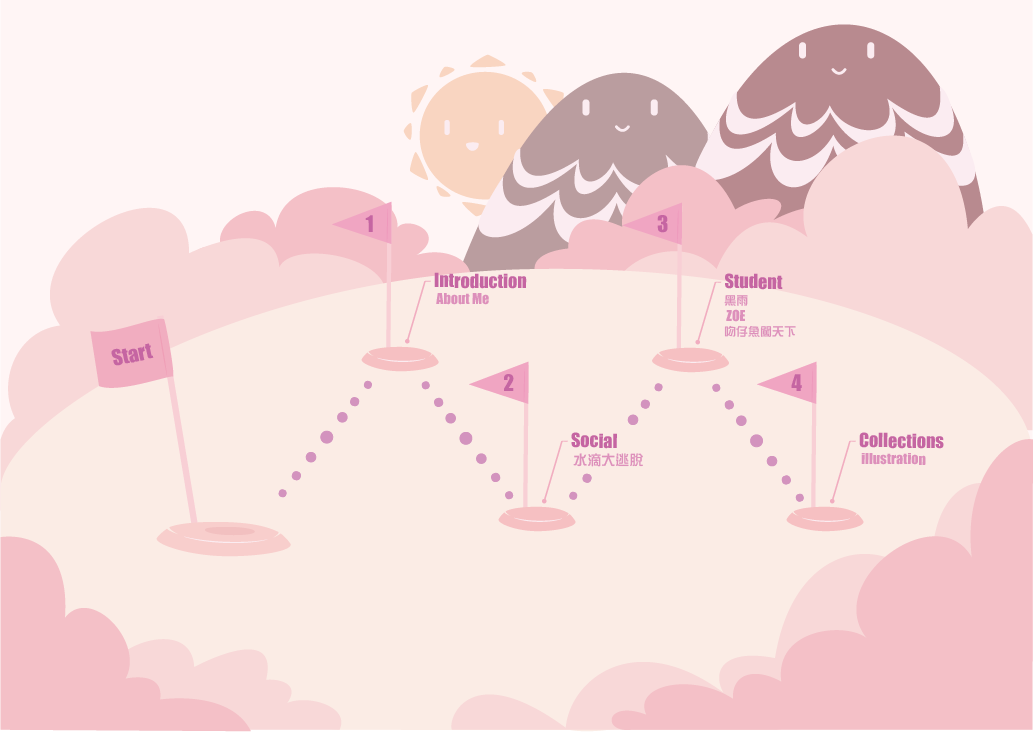 Start
1
Introduction
About Me
2
Social
水滴大逃脫
3
Student
黑雨
ZOE
吻仔魚闖天下
4
Collections
illustration